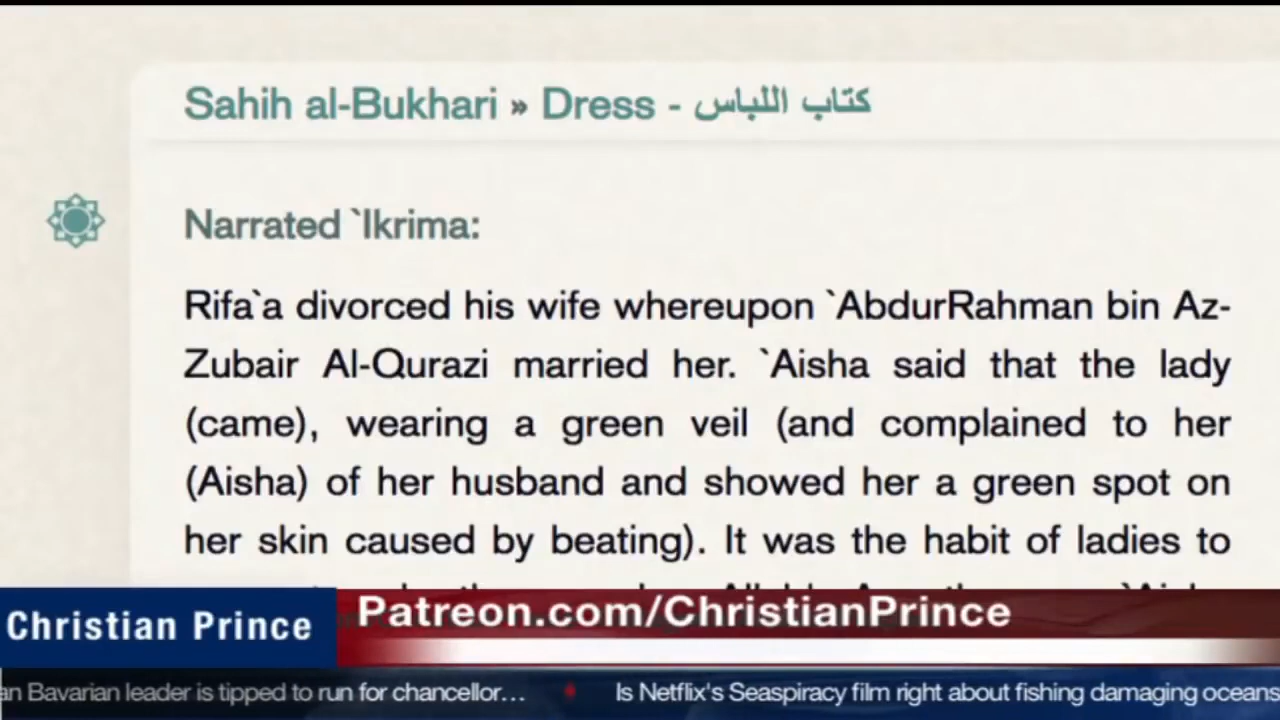 Sahih al-Bukhari » Dress - كتاب اللباس
Narrated `Ikrima:
Rifa`a divorced his wife whereupon `AbdurRahman bin Az-
Zubair Al-Qurazi married her. `Aisha said that the lady
(came), wearing a green veil (and complained to her
(Aisha) of her husband and showed her a green spot on
her skin caused by beating). It was the habit of ladies to
Christian Prince
Patreon.com/ChristianPrince
an Bavarian leader is tipped to run for chancellor... ♦ Is Netflix's Seaspiracy film right about fishing damaging oceans